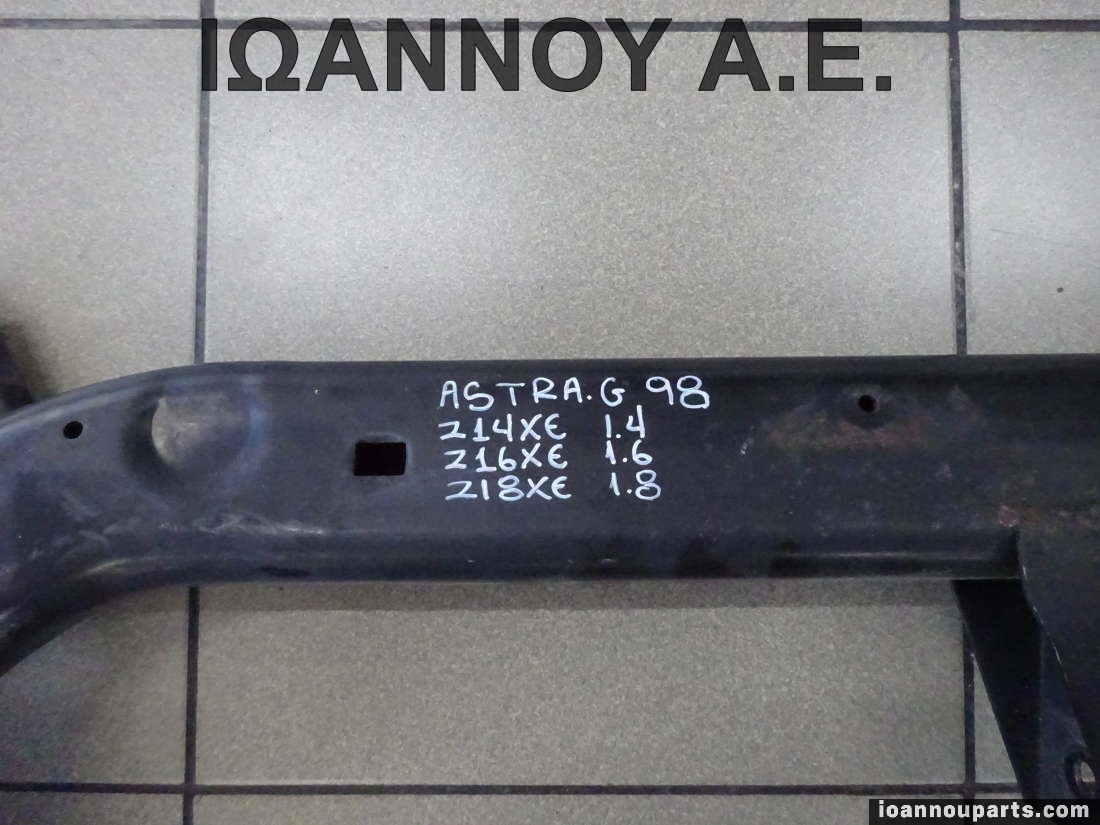 ΙΩΑΝΝΟΥ Α.Ε.
ASTRA.G 98
Z14XE 1.4
Z16XE 1.6
Z18XE 1.8
ioannouparts.com